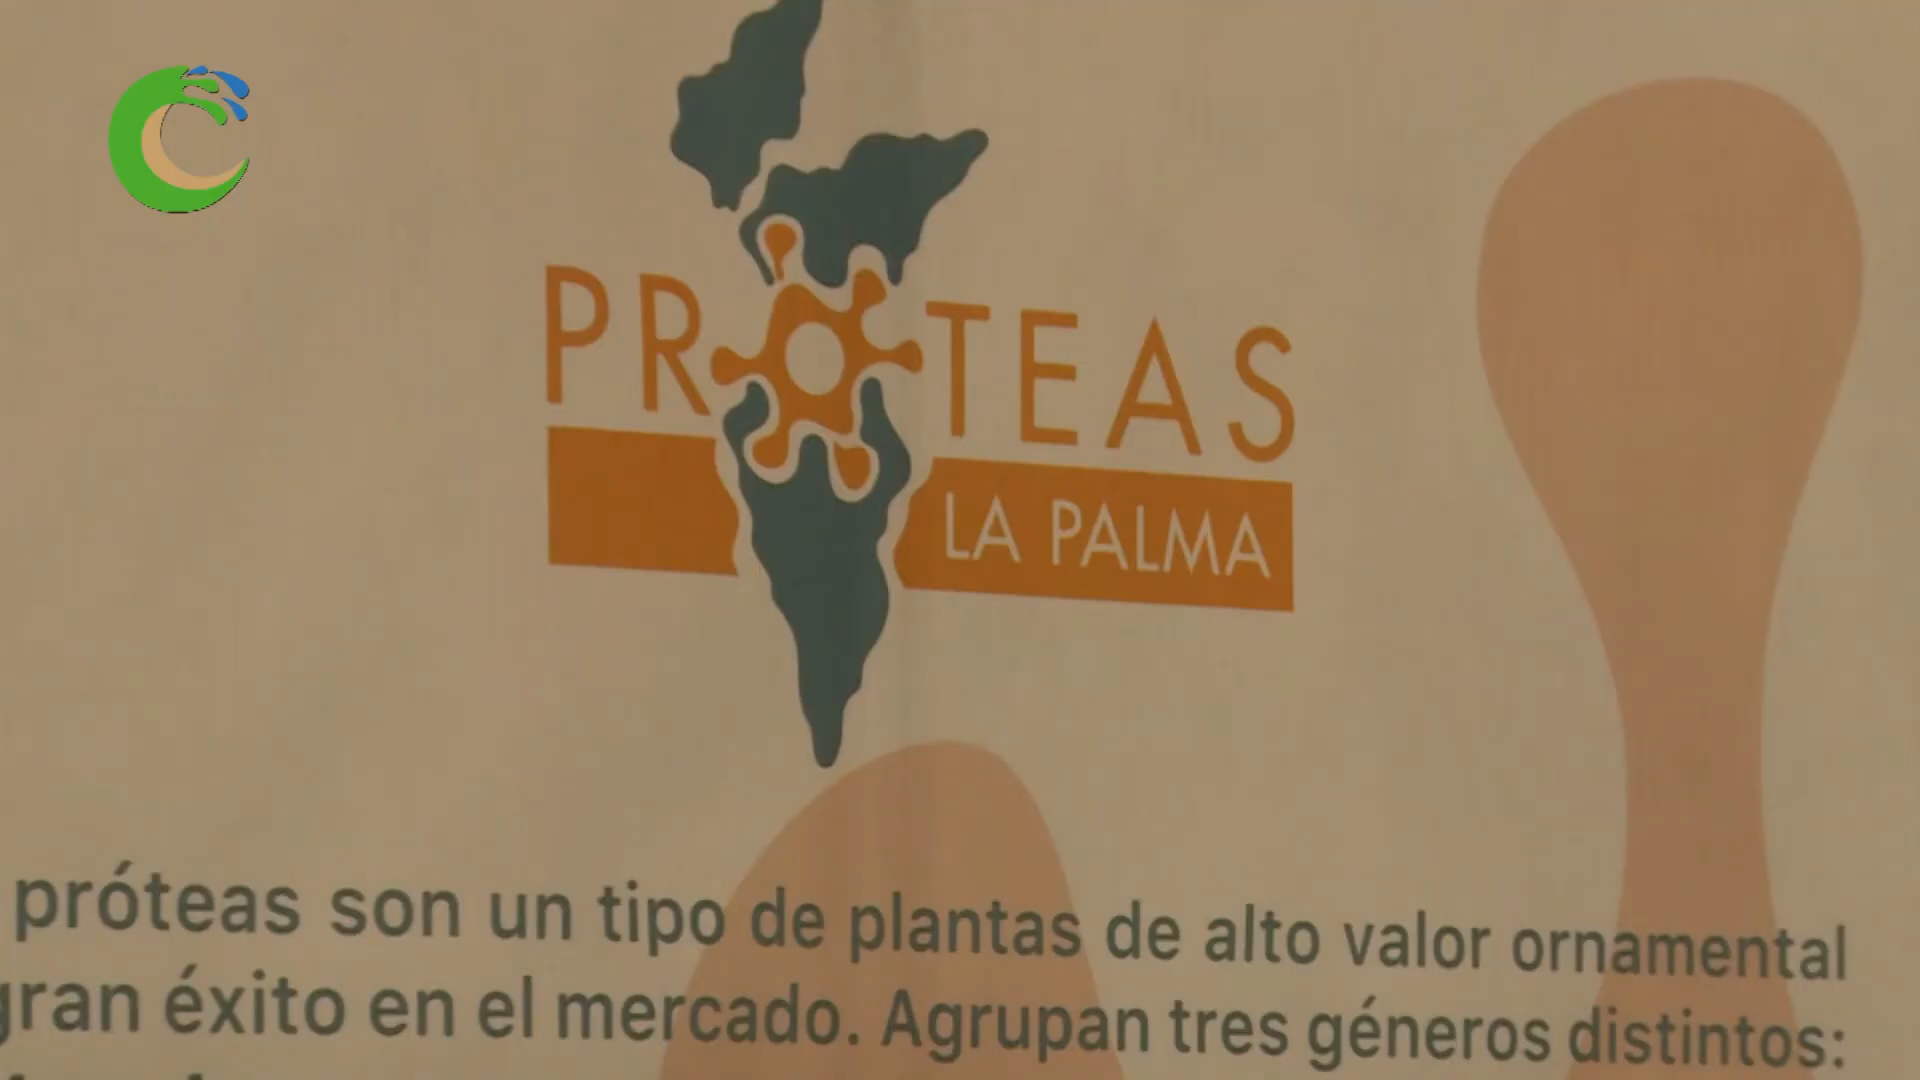 PROTEAS
LA PALMA
próteas son un tipo de plantas de alto valor ornamental
gran éxito en el mercado. Agrupan tres géneros distintos: